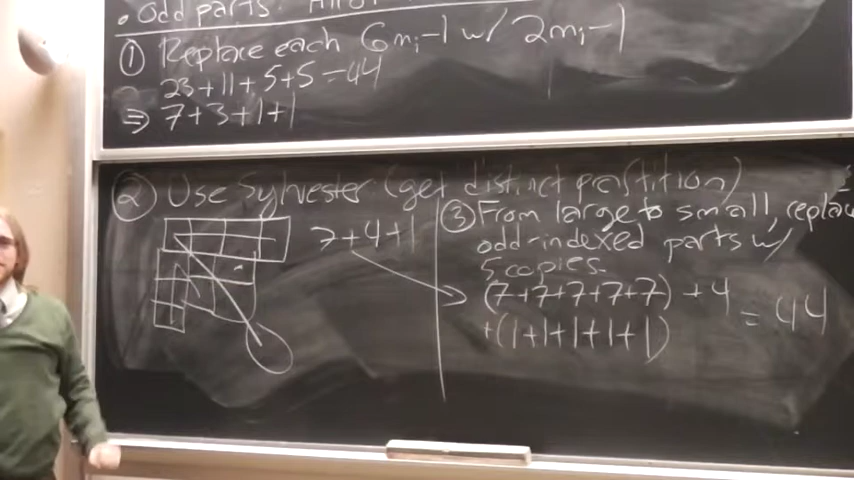 • Odd parts.
① Replace each 6mᵢ-1 w/ 2mᵢ-1
23+11+5+5=44
⇒ 7+3+1+1
② Use Sylvester (get distinct partition)
7+4+1
③ From large to small, replace
odd-indexed parts w/
5 copies.
(7+7+7+7+7) + 4
+(1+1+1+1+1) = 44